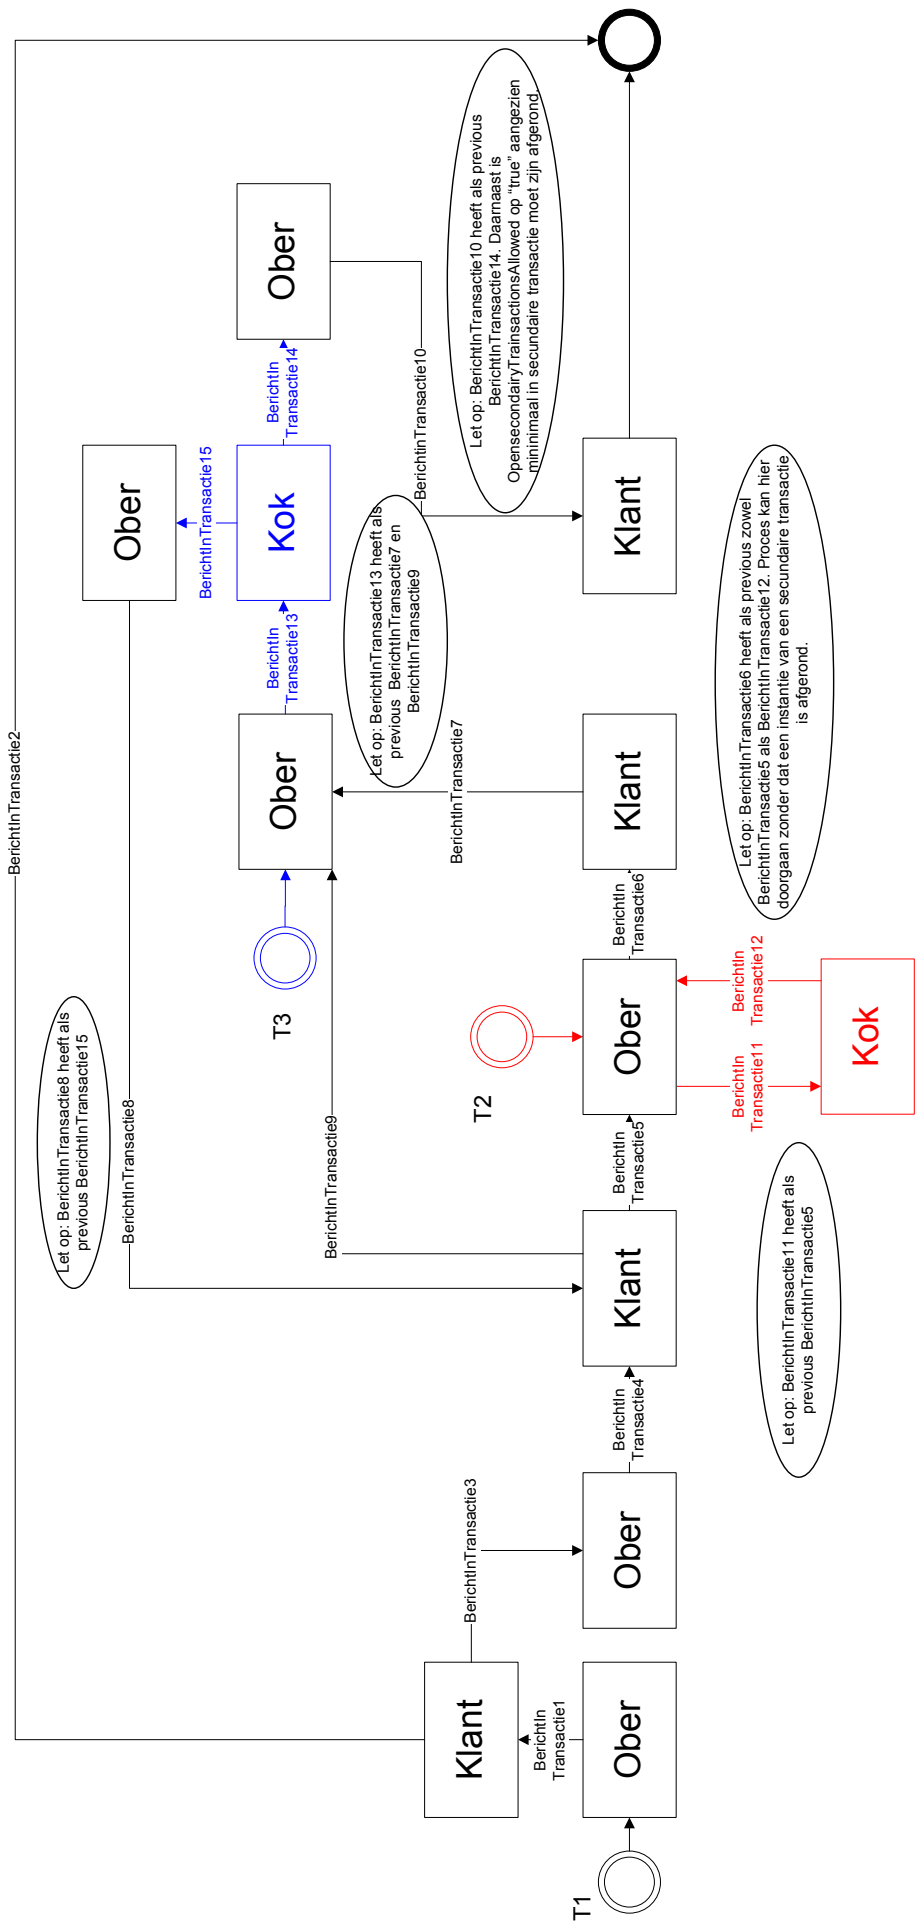 BerichtInTransactie2
Let op: BerichtInTransactie8 heeft als
previous BerichtInTransactie15
BerichtInTransactie8
Ober
BerichtInTransactie15
T3
Ober
BerichtIn
Transactie13
Kok
BerichtIn
Transactie14
Ober
BerichtInTransactie9
Let op: BerichtInTransactie13 heeft als
previous BerichtInTransactie7 en
BerichtInTransactie9
BerichtinTransactie10
Let op: BerichtInTransactie10 heeft als previous
BerichtInTransactie14. Daarnaast is
OpensecondairyTrainsactionsAllowed op “true” aangezien
mininimaal in secundaire transactie moet zijn afgerond.
Klant
BerichtInTransactie3
BerichtInTransactie7
T2
BerichtIn
Transactie1
T1
Ober
Ober
BerichtIn
Transactie4
Klant
BerichtIn
Transactie5
Ober
BerichtIn
Transactie6
Klant
Klant
BerichtIn
Transactie11
BerichtIn
Transactie12
Kok
Let op: BerichtInTransactie11 heeft als
previous BerichtInTransactie5
Let op: BerichtInTransactie6 heeft als previous zowel
BerichtInTransactie5 als BerichtInTransactie12. Proces kan hier
doorgaan zonder dat een instantie van een secundaire transactie
is afgerond.